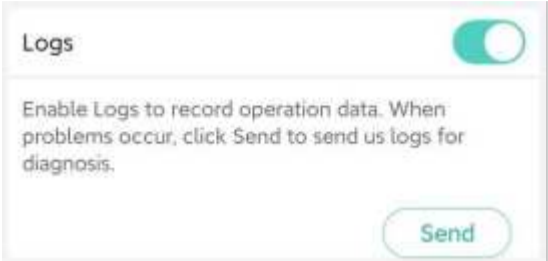 Logs
Enable Logs to record operation data. When
problems occur, click Send to send us logs for
diagnosis.
Send